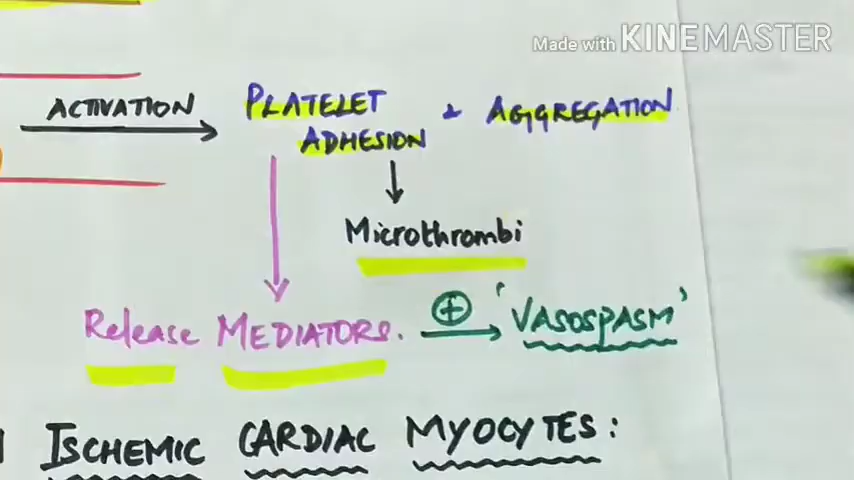 Made with KINEMASTER
ACTIVATION
PLATELET & AGGREGATION
ADHESION
Microthrombi
Release MEDIATORS. + 'VASOSPASM'
ISCHEMIC CARDIAC MYOCYTES: